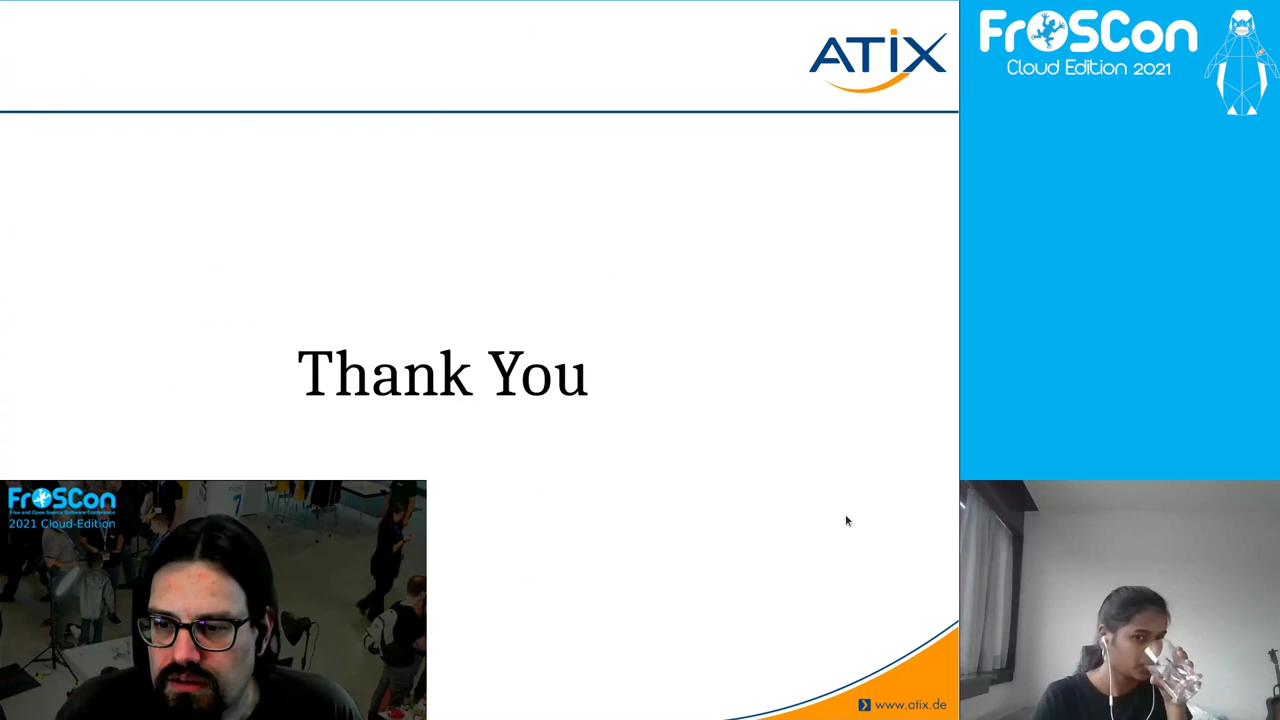 ATIX
FrOSCon
Cloud Edition 2021
Thank You
FrOSCon
Free and Open Source Software Conference
2021 Cloud-Edition
www.atix.de